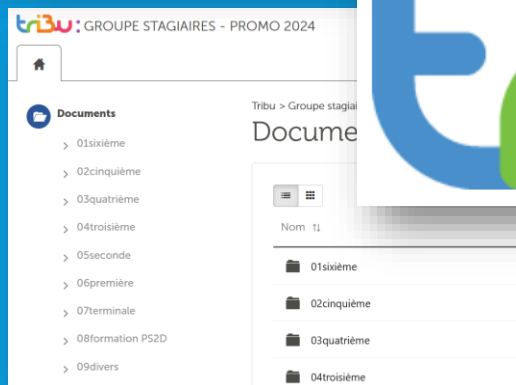 tri3u : GROUPE STAGIAIRES - PROMO 2024
Documents
01sixième
02cinquième
03quatrième
04troisième
05seconde
06première
07terminale
08formation PS2D
09divers
Tribu > Groupe stagiai
Docume
Nom
01sixième
02cinquième
03quatrième
04troisième